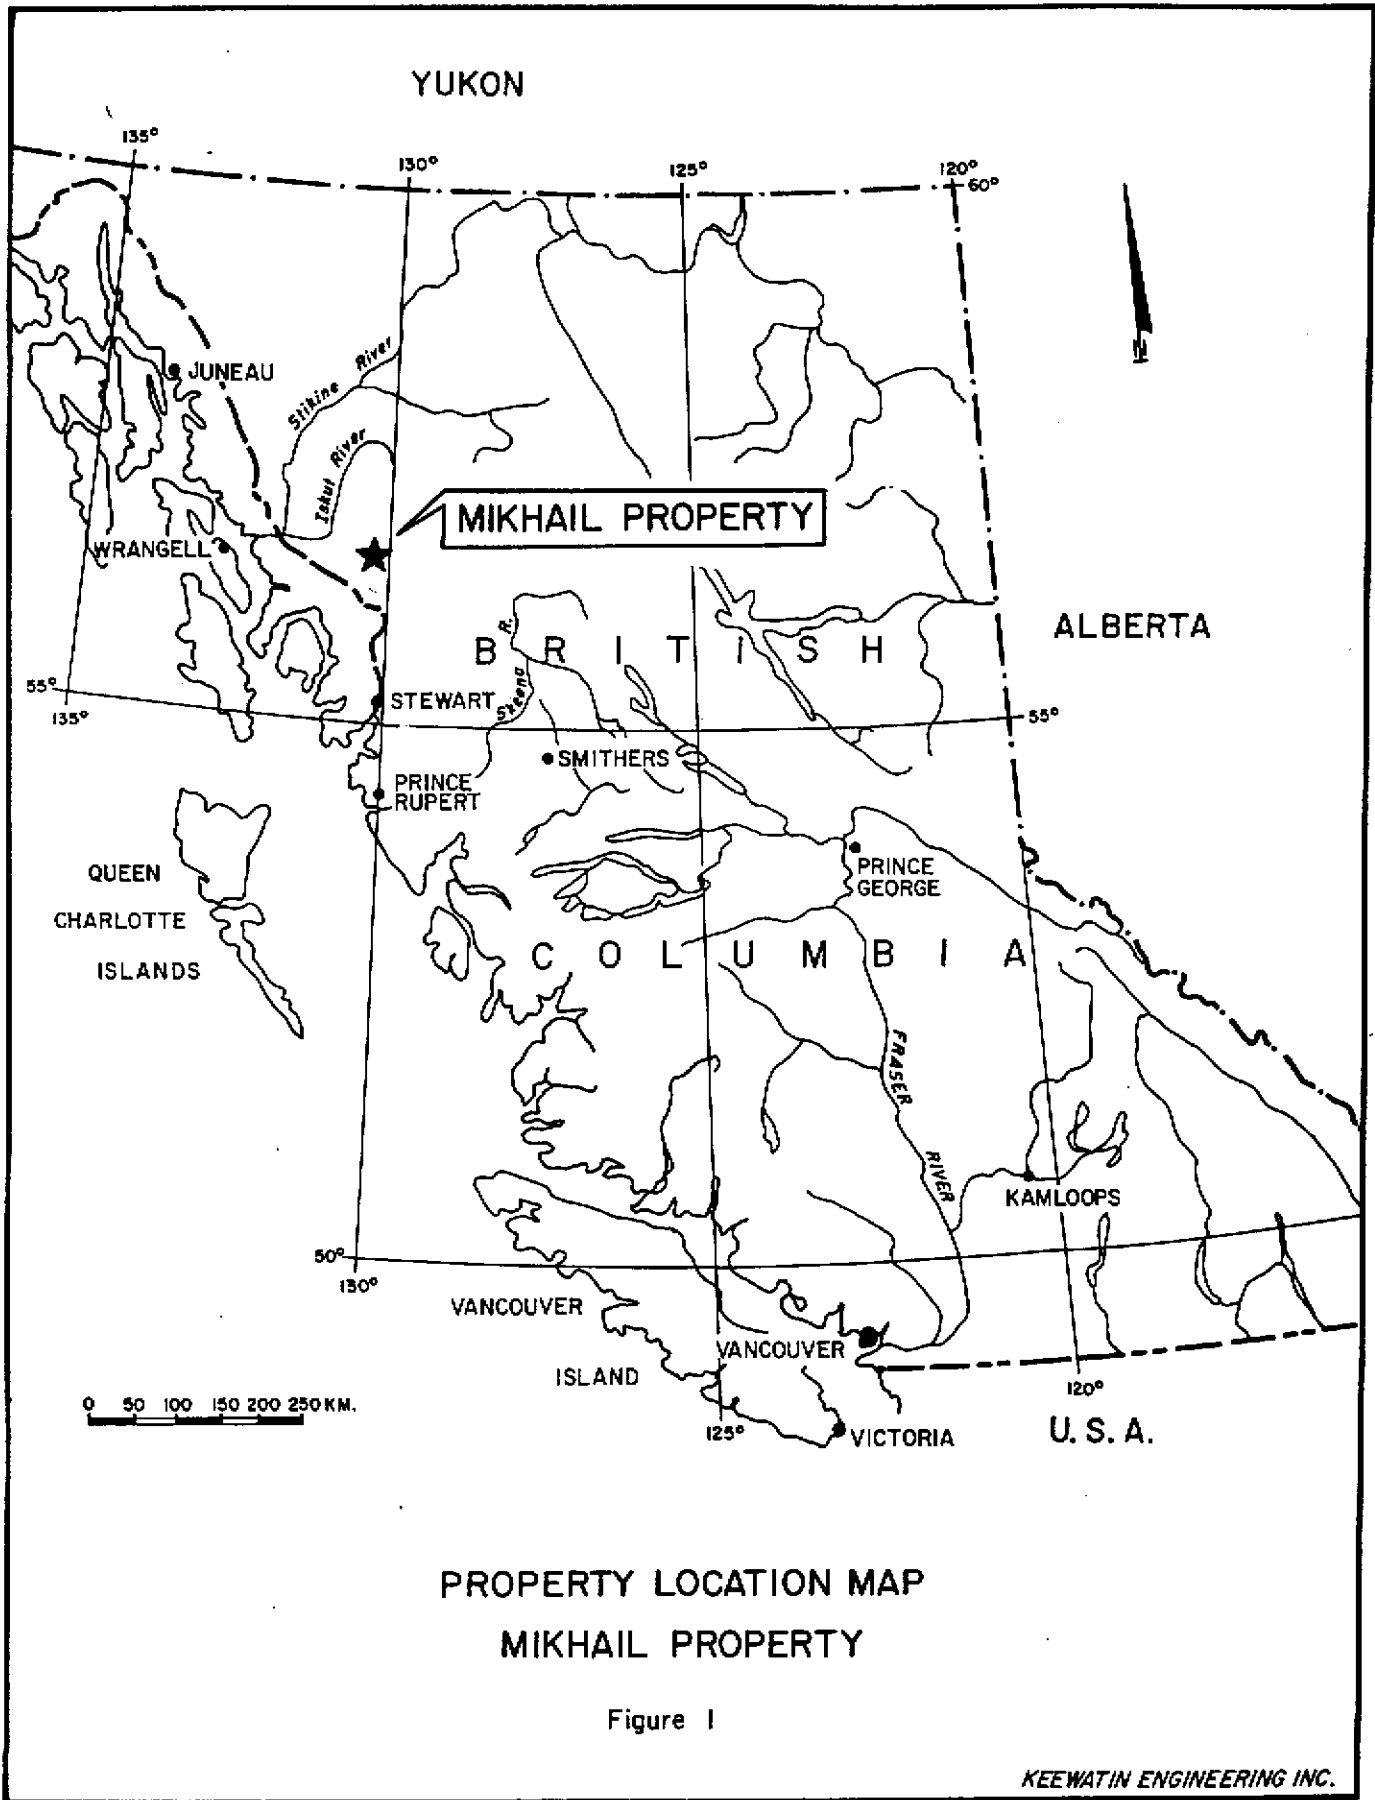 YUKON
135°
130°
125°
120°
60°
N
JUNEAU
Stikine River
Iskut River
MIKHAIL PROPERTY
WRANGELL
BRITISH
ALBERTA
Skeena R.
55°
135°
STEWART
55°
SMITHERS
PRINCE
RUPERT
QUEEN
CHARLOTTE
ISLANDS
PRINCE
GEORGE
COLUMBIA
FRASER
RIVER
KAMLOOPS
50°
130°
VANCOUVER
ISLAND
VANCOUVER
120°
0 50 100 150 200 250 KM.
125°
VICTORIA
U.S.A.
PROPERTY LOCATION MAP
MIKHAIL PROPERTY
Figure 1
KEEWATIN ENGINEERING INC.